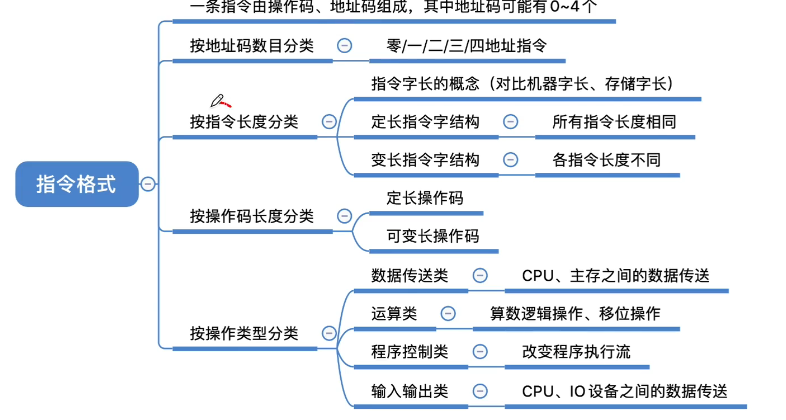 一条指令由操作码、地址码组成，其中地址码可能有0~4个
按地址码数目分类
零/一/二/三/四地址指令
指令字长的概念（对比机器字长、存储字长）
按指令长度分类
定长指令字结构
所有指令长度相同
变长指令字结构
各指令长度不同
指令格式
定长操作码
按操作码长度分类
可变长操作码
数据传送类
CPU、主存之间的数据传送
运算类
算数逻辑操作、移位操作
按操作类型分类
程序控制类
改变程序执行流
输入输出类
CPU、IO设备之间的数据传送